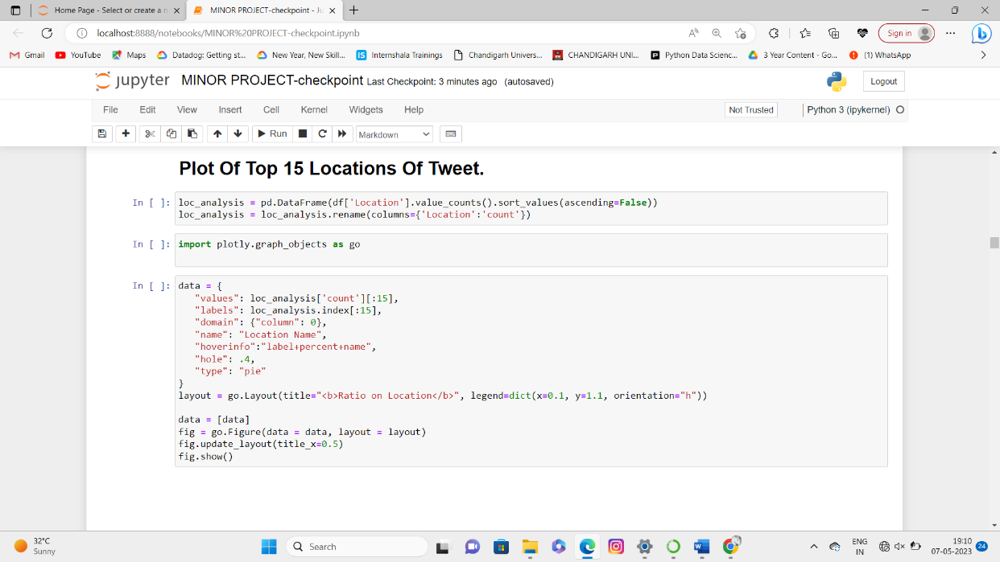 Home Page - Select or create a n
MINOR PROJECT-checkpoint - Ju
localhost:8888/notebooks/MINOR%20PROJECT-checkpoint.ipynb
Sign in
Gmail
YouTube
Maps
Datadog: Getting st...
New Year, New Skill...
IS Internshala Trainings
Chandigarh Univers...
CHANDIGARH UNI...
Python Data Scienc...
3 Year Content - Go...
(1) WhatsApp
jupyter MINOR PROJECT-checkpoint Last Checkpoint: 3 minutes ago (autosaved)
Logout
File Edit View Insert Cell Kernel Widgets Help
Not Trusted
Python 3 (ipykernel)
Run
Markdown
Plot Of Top 15 Locations Of Tweet.
In [ ]: loc_analysis = pd.DataFrame(df['Location'].value_counts().sort_values(ascending=False))
loc_analysis = loc_analysis.rename(columns={'Location':'count'})
In [ ]: import plotly.graph_objects as go
In [ ]: data = {
"values": loc_analysis['count'][:15],
"labels": loc_analysis.index[:15],
"domain": {"column": 0},
"name": "Location Name",
"hoverinfo":"label+percent+name",
"hole": .4,
"type": "pie"
}
layout = go.Layout(title="<b>Ratio on Location</b>", legend=dict(x=0.1, y=1.1, orientation="h"))
data = [data]
fig = go.Figure(data = data, layout = layout)
fig.update_layout(title_x=0.5)
fig.show()
32°C
Sunny
Search
ENG
IN
19:10
07-05-2023
24